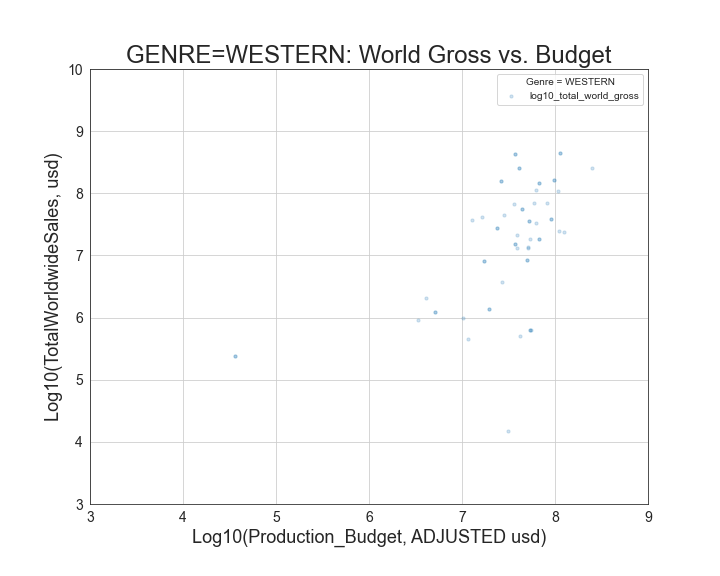 GENRE=WESTERN: World Gross vs. Budget
Genre = WESTERN
log10_total_world_gross
10
9
8
7
6
5
4
3
Log10(TotalWorldwideSales, usd)
3 4 5 6 7 8 9
Log10(Production_Budget, ADJUSTED usd)